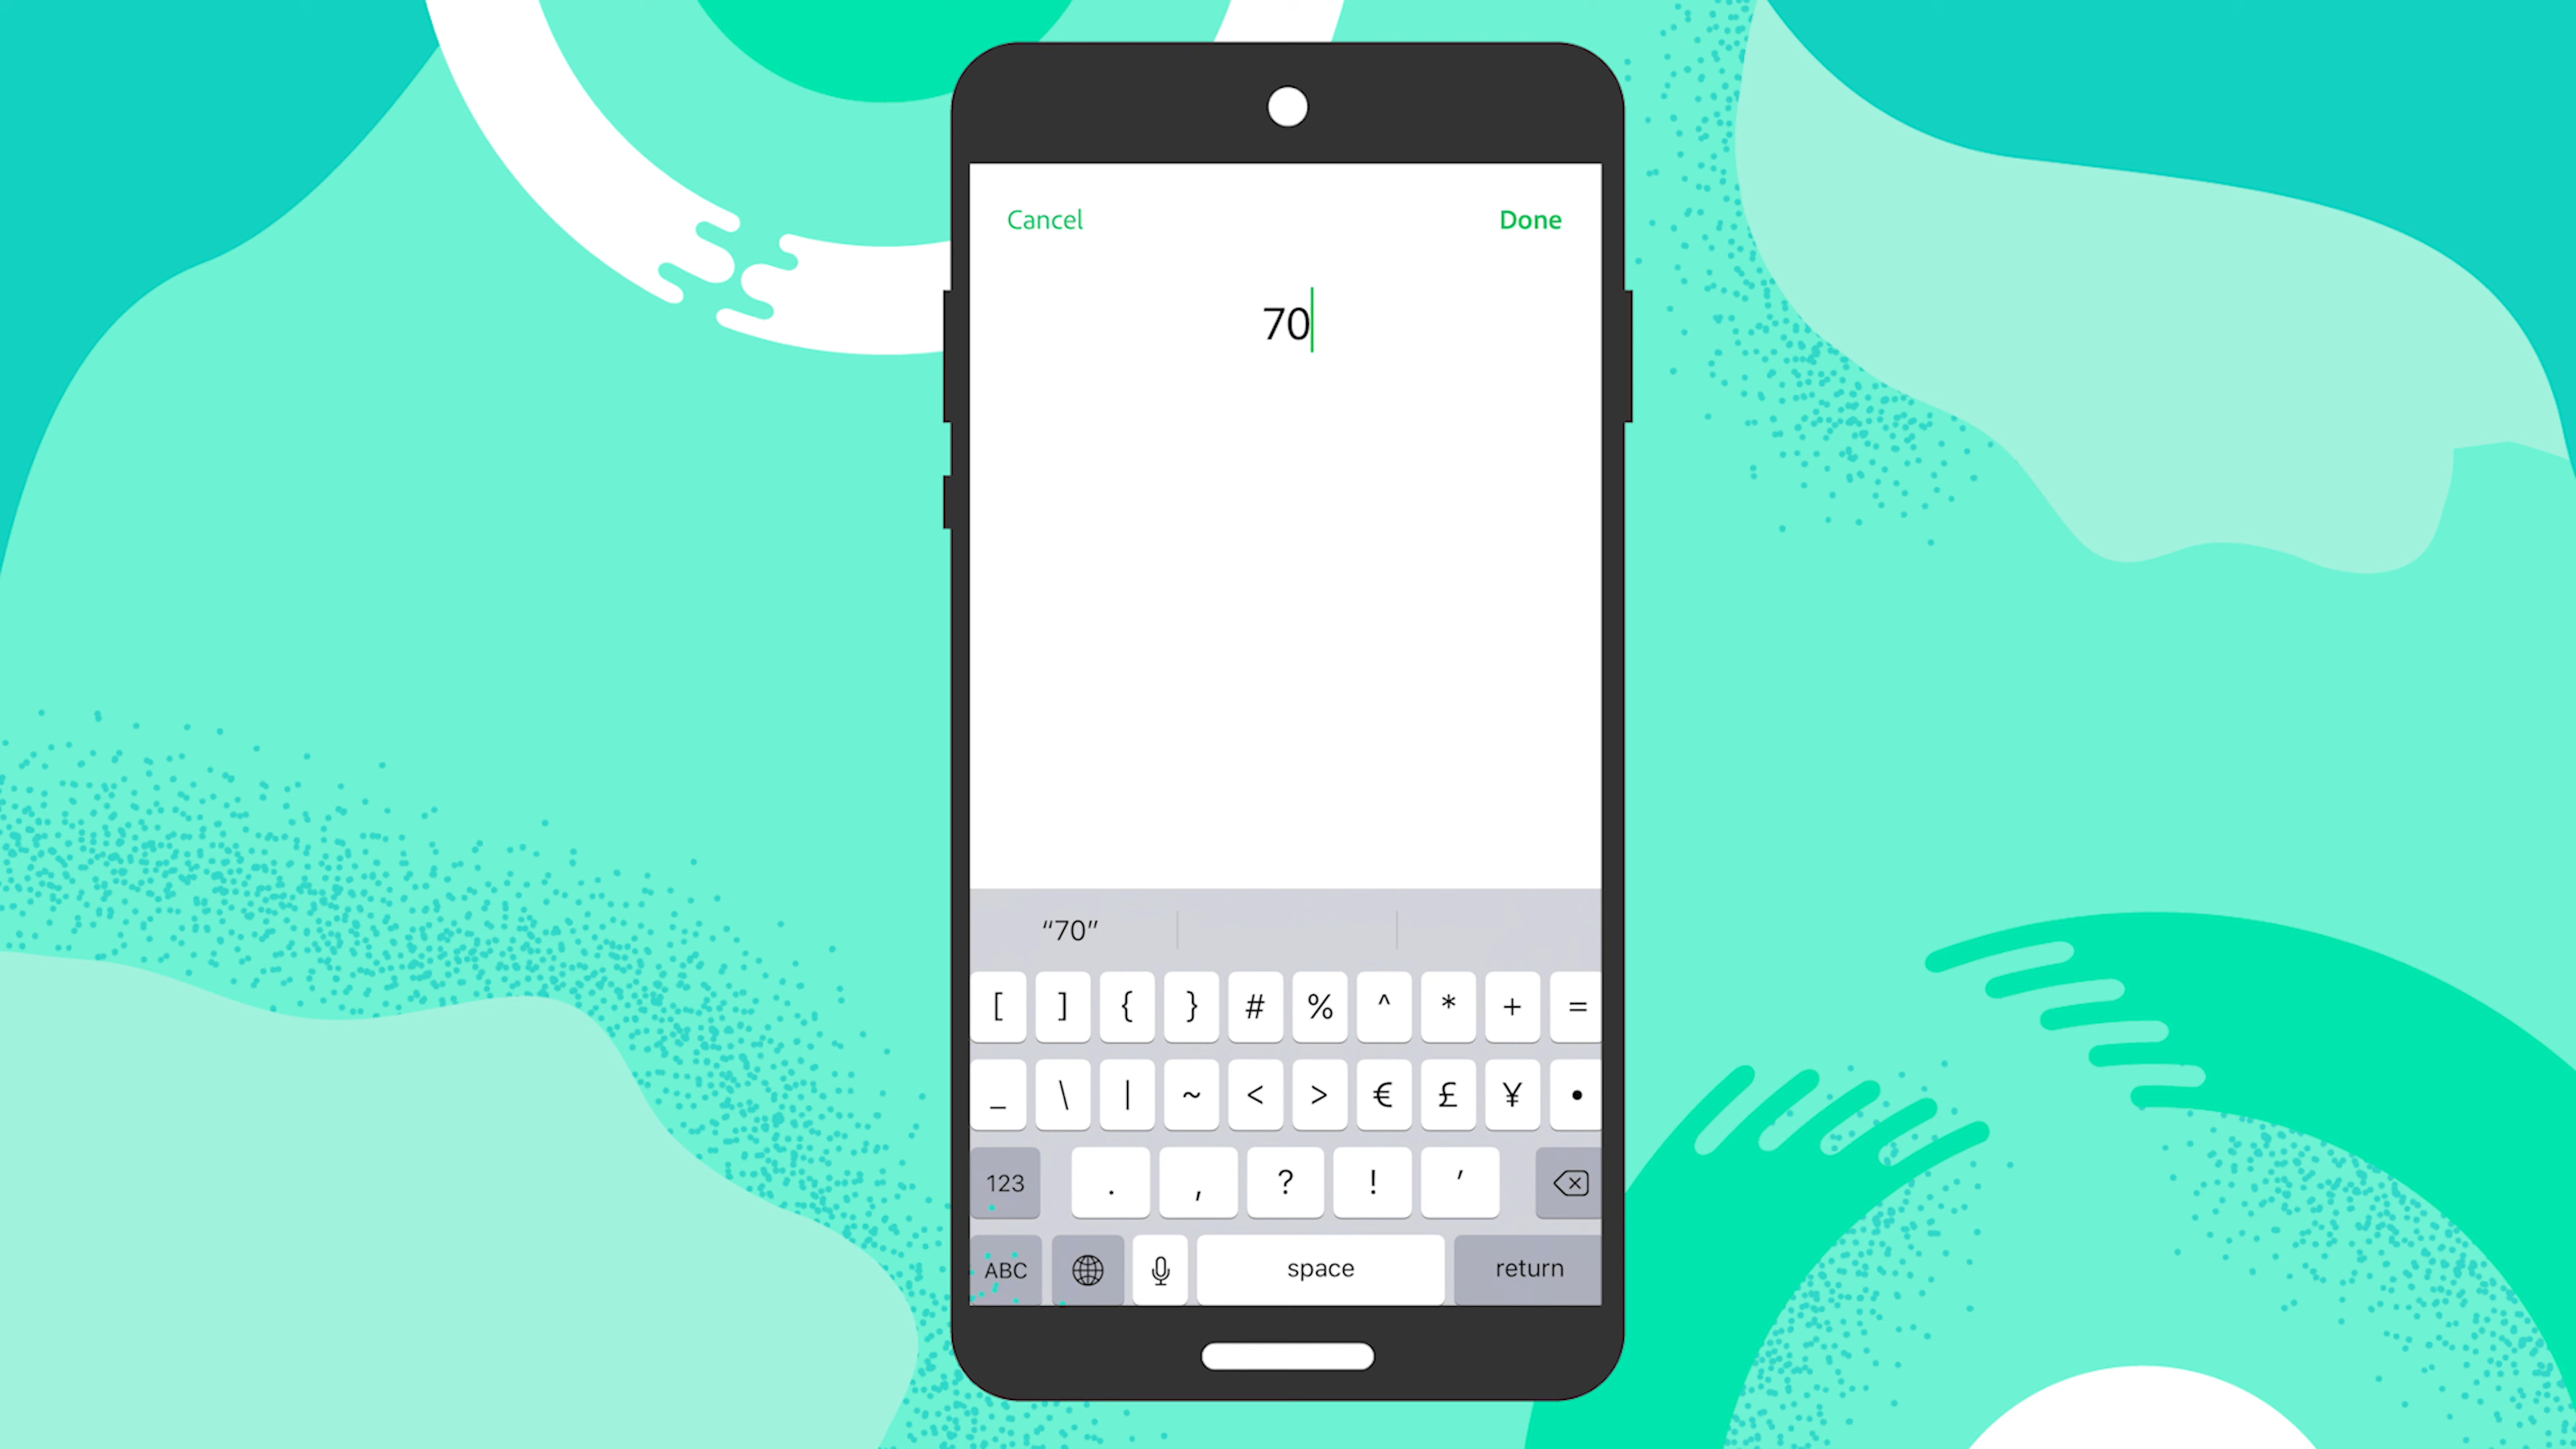 Cancel Done
70
“70”
[ ] { } # % ^ * + =
_ \ | ~ < > € £ ¥ •
123 . , ? ! ’
ABC space return